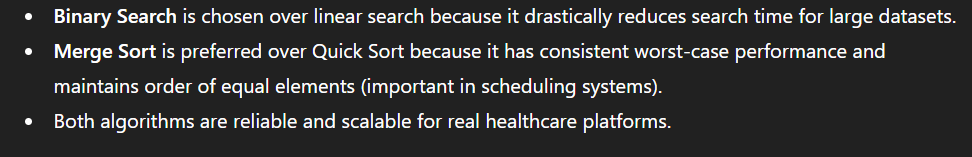 • Binary Search is chosen over linear search because it drastically reduces search time for large datasets.
• Merge Sort is preferred over Quick Sort because it has consistent worst-case performance and
maintains order of equal elements (important in scheduling systems).
• Both algorithms are reliable and scalable for real healthcare platforms.